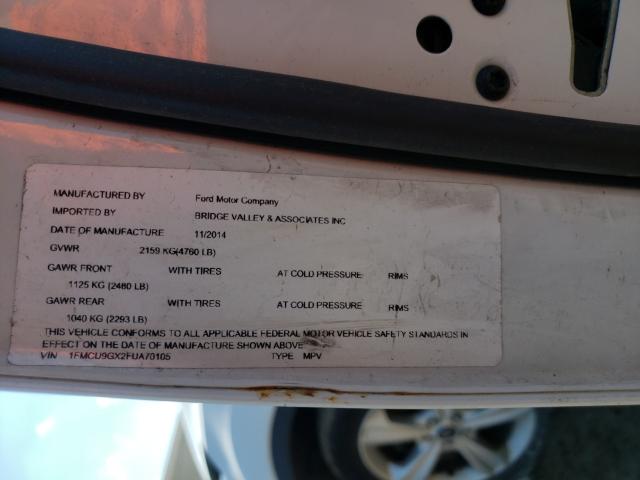 MANUFACTURED BY Ford Motor Company
IMPORTED BY BRIDGE VALLEY & ASSOCIATES INC
DATE OF MANUFACTURE 11/2014
GVWR 2159 KG(4760 LB)
GAWR FRONT WITH TIRES AT COLD PRESSURE RIMS
1125 KG (2480 LB)
GAWR REAR WITH TIRES AT COLD PRESSURE RIMS
1040 KG (2293 LB)
THIS VEHICLE CONFORMS TO ALL APPLICABLE FEDERAL MOTOR VEHICLE SAFETY STANDARDS IN
EFFECT ON THE DATE OF MANUFACTURE SHOWN ABOVE
VIN 1FMCU9GX2FUA70105 TYPE MPV